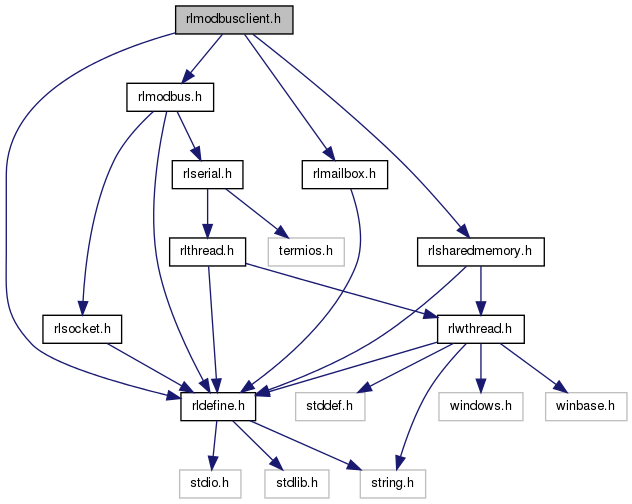 rlmodbusclient.h
rlmodbus.h
rlserial.h
rlmailbox.h
rlthread.h
termios.h
rlsharedmemory.h
rlsocket.h
rlwthread.h
rldefine.h
stddef.h
windows.h
winbase.h
stdio.h
stdlib.h
string.h